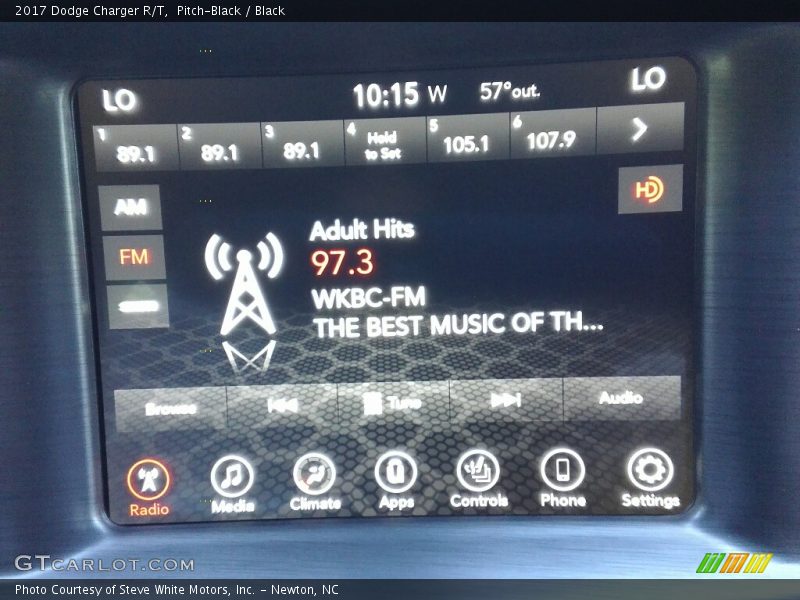 2017 Dodge Charger R/T, Pitch-Black / Black
LO 10:15 W 57° out. LO
1 89.1 2 89.1 3 89.1 4 Hold to Set 5 105.1 6 107.9
AM
HD
FM
Adult Hits
97.3
WKBC-FM
THE BEST MUSIC OF TH...
Browse Tune Audio
Radio Media Climate Apps Controls Phone Settings
GTCARLOT.COM
Photo Courtesy of Steve White Motors, Inc. - Newton, NC